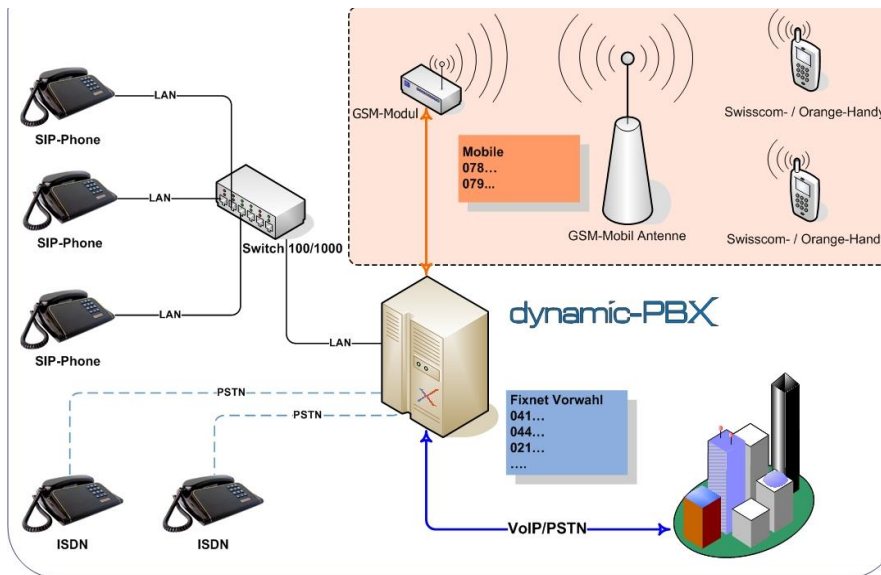 LAN
SIP-Phone
LAN
SIP-Phone
LAN
SIP-Phone
Switch 100/1000
LAN
PSTN
PSTN
ISDN
ISDN
GSM-Modul
Mobile
078...
079...
GSM-Mobil Antenne
Swisscom- / Orange-Handy
Swisscom- / Orange-Hand
dynamic-PBX
Fixnet Vorwahl
041...
044...
021...
....
VoIP/PSTN